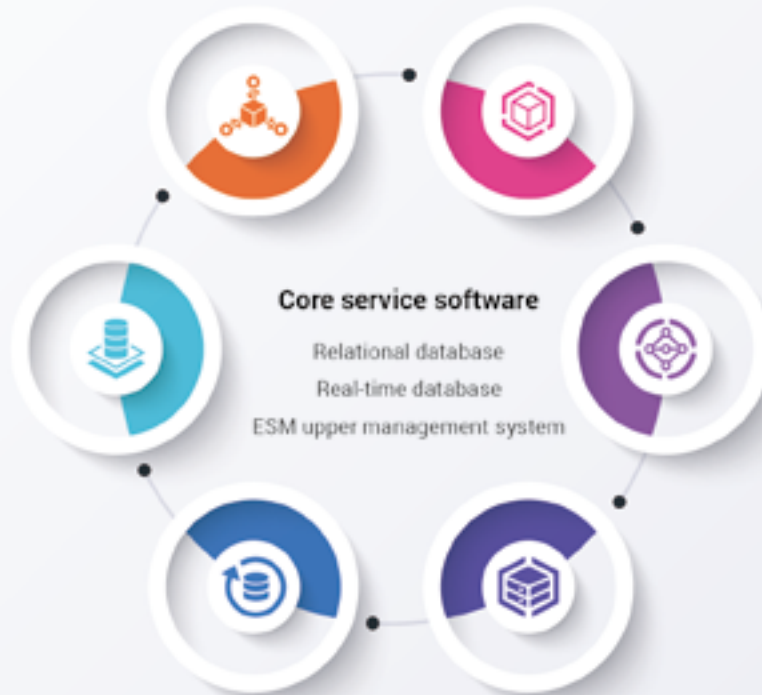 Core service software
Relational database
Real-time database
ESM upper management system